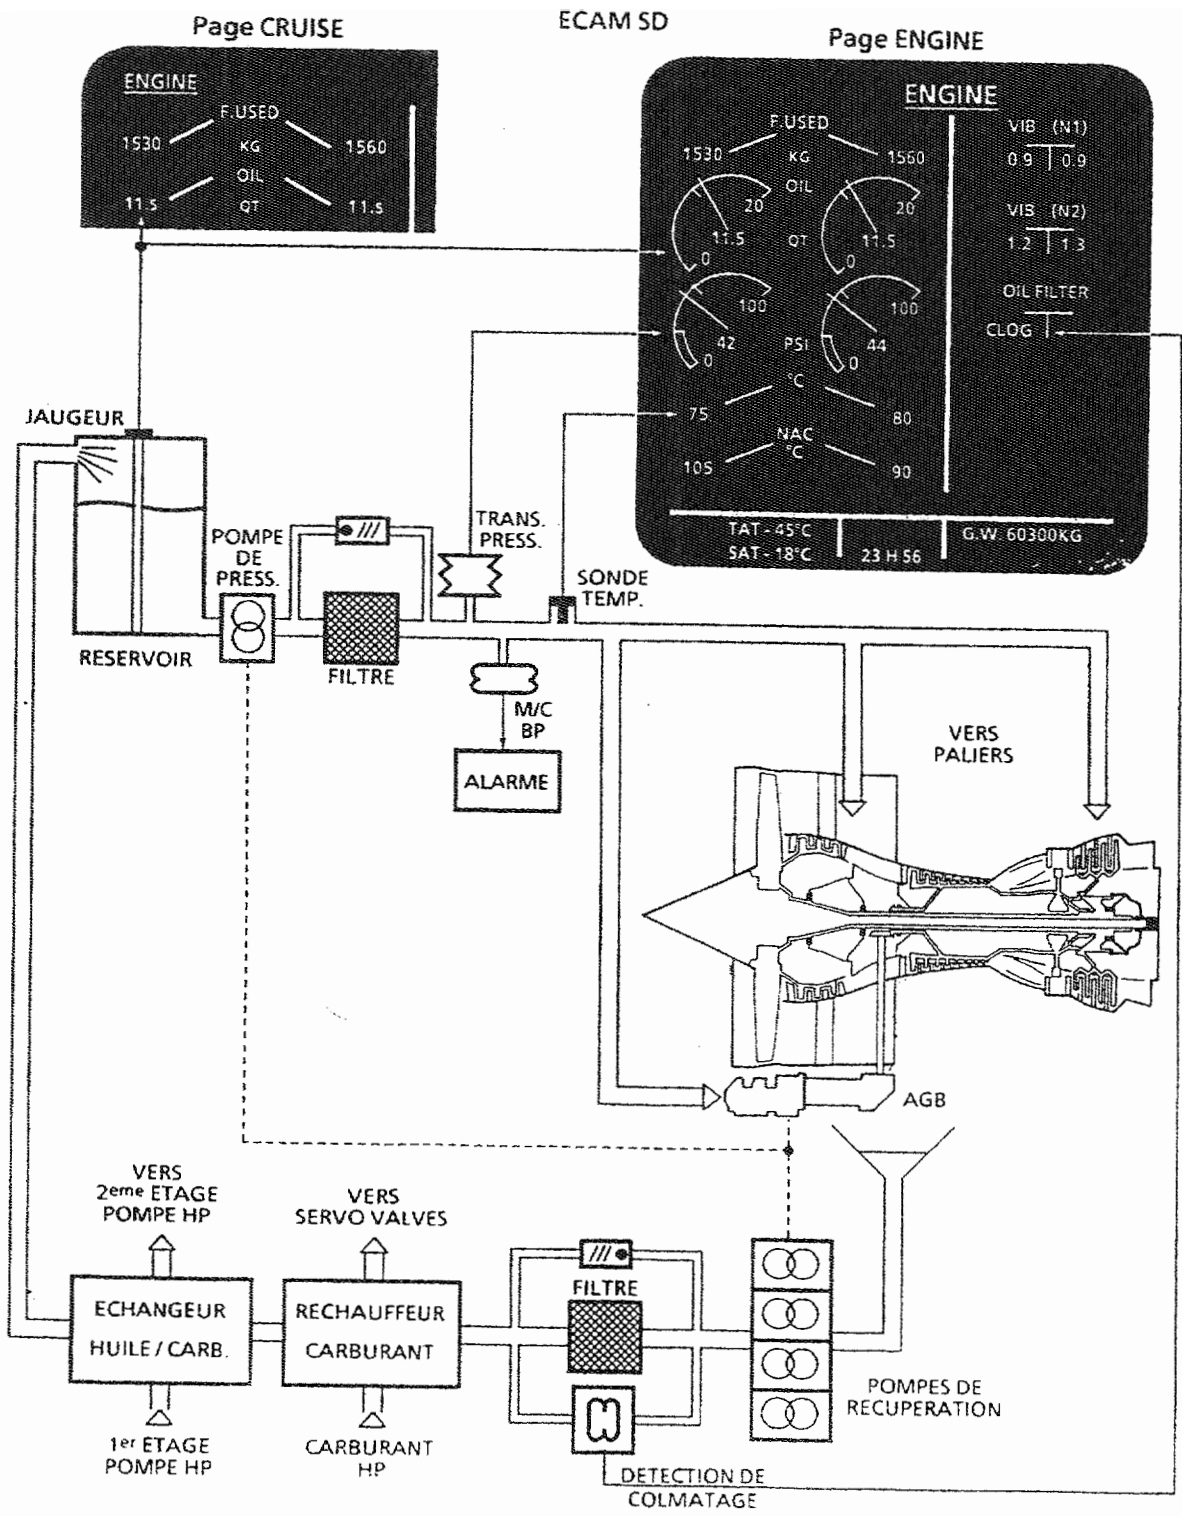 ECAM SD
Page CRUISE
Page ENGINE
ENGINE
F.USED
1530
KG
1560
OIL
11.5
QT
11.5
ENGINE
F.USED
1530
KG
1560
OIL
20
20
11.5
QT
11.5
0
0
100
100
42
PSI
44
0
0
°C
75
80
NAC
°C
105
90
VIB (N1)
0.9
0.9
VIB (N2)
1.2
1.3
OIL FILTER
CLOG
TAT - 45°C
SAT - 18°C
23 H 56
G.W. 60300KG
JAUGEUR
POMPE
DE
PRESS.
TRANS.
PRESS.
SONDE
TEMP.
RESERVOIR
FILTRE
M/C
BP
ALARME
VERS
PALIERS
AGB
VERS
2eme ETAGE
POMPE HP
VERS
SERVO VALVES
FILTRE
ECHANGEUR
HUILE / CARB.
RECHAUFFEUR
CARBURANT
POMPES DE
RECUPERATION
1er ETAGE
POMPE HP
CARBURANT
HP
DETECTION DE
COLMATAGE